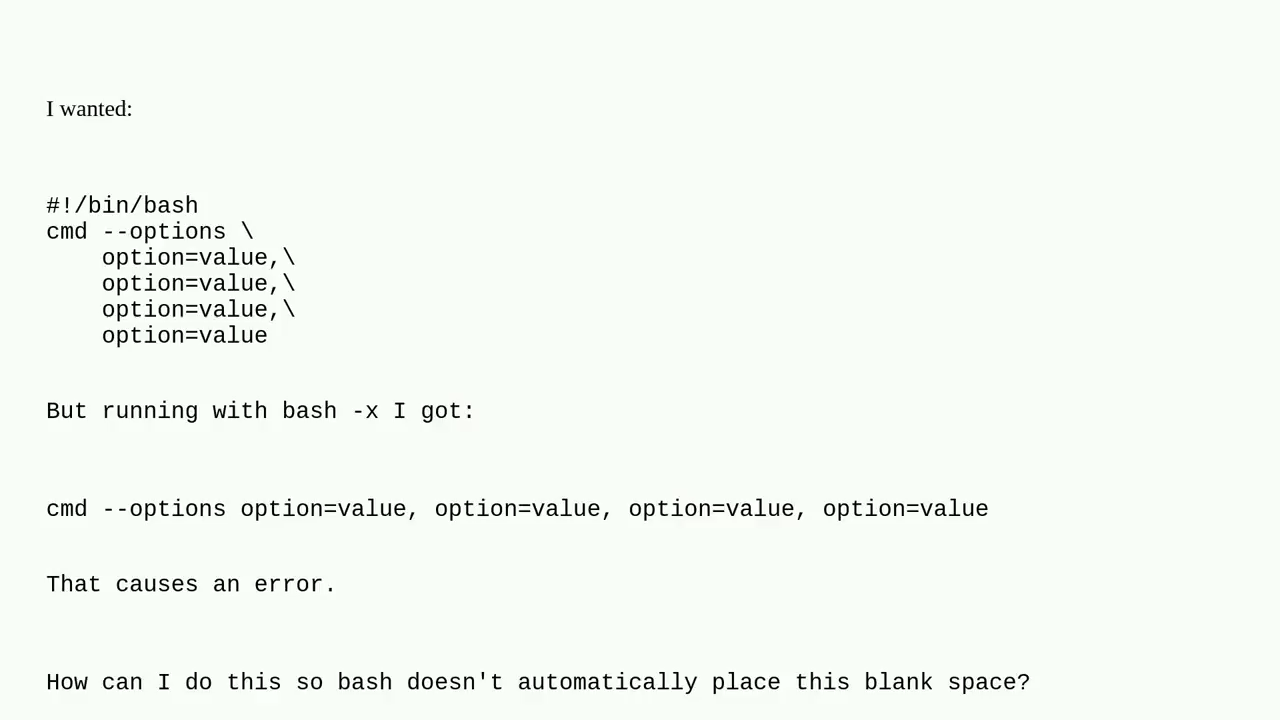 I wanted:
#!/bin/bash
cmd --options \
    option=value,\
    option=value,\
    option=value,\
    option=value
But running with bash -x I got:
cmd --options option=value, option=value, option=value, option=value
That causes an error.
How can I do this so bash doesn't automatically place this blank space?